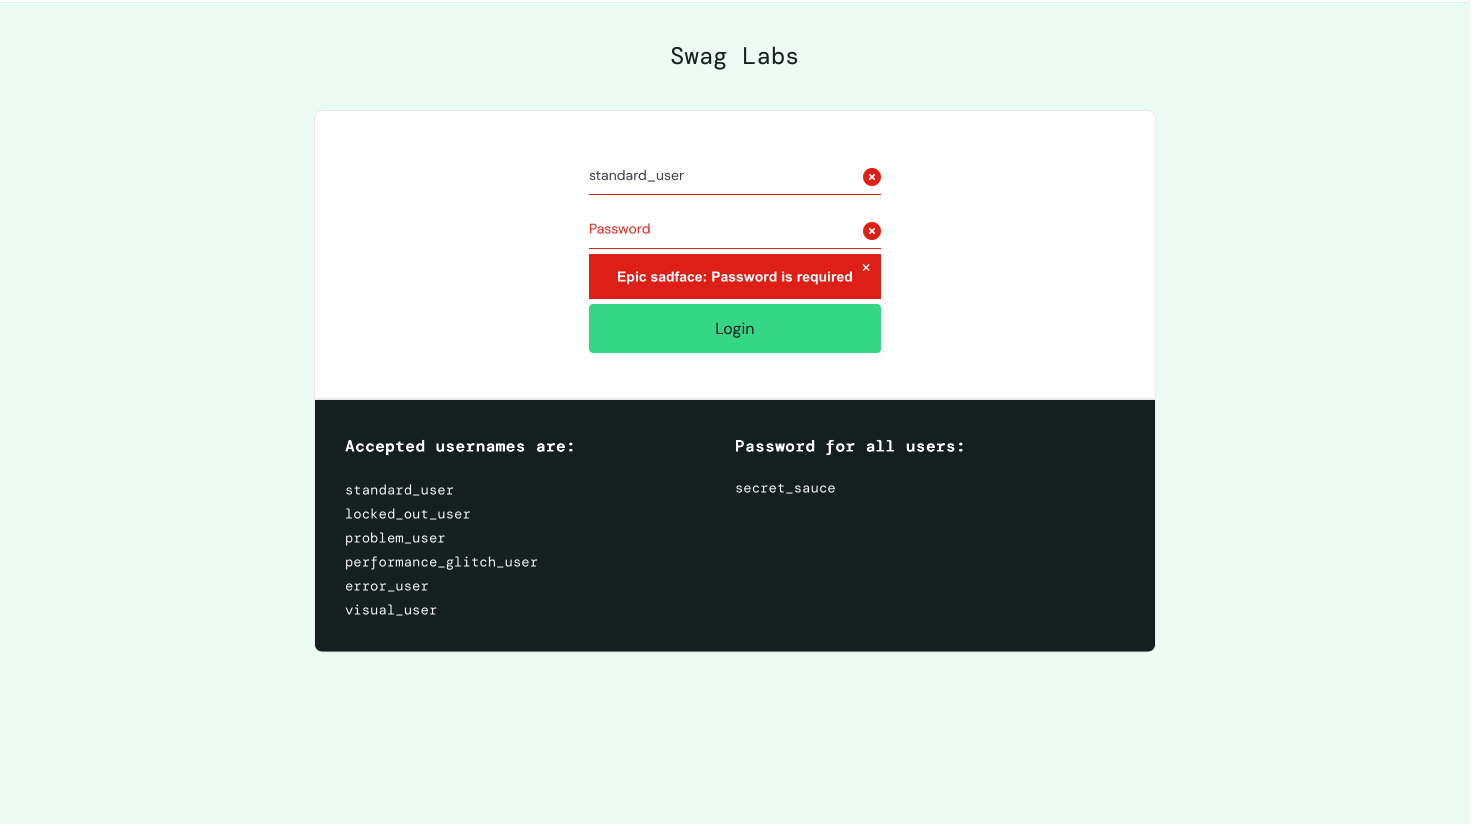 Swag Labs
standard_user
Password
Epic sadface: Password is required
Login
Accepted usernames are:
standard_user
locked_out_user
problem_user
performance_glitch_user
error_user
visual_user
Password for all users:
secret_sauce